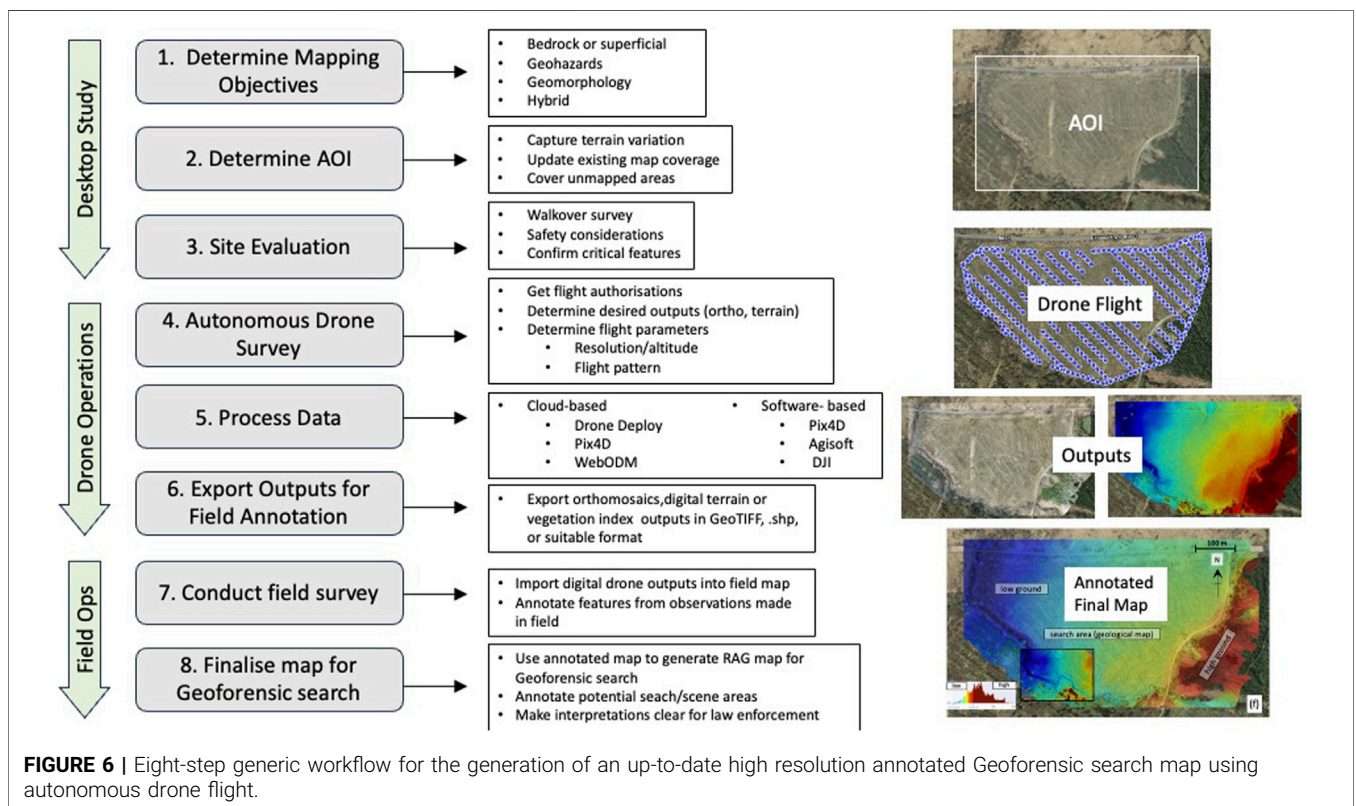 Desktop Study
1. Determine Mapping
Objectives
• Bedrock or superficial
• Geohazards
• Geomorphology
• Hybrid
2. Determine AOI
• Capture terrain variation
• Update existing map coverage
• Cover unmapped areas
3. Site Evaluation
• Walkover survey
• Safety considerations
• Confirm critical features
Drone Operations
4. Autonomous Drone
Survey
• Get flight authorisations
• Determine desired outputs (ortho, terrain)
• Determine flight parameters
• Resolution/altitude
• Flight pattern
5. Process Data
• Cloud-based
• Drone Deploy
• Pix4D
• WebODM
• Software- based
• Pix4D
• Agisoft
• DJI
6. Export Outputs for
Field Annotation
• Export orthomosaics,digital terrain or
vegetation index outputs in GeoTIFF, .shp,
or suitable format
Field Ops
7. Conduct field survey
• Import digital drone outputs into field map
• Annotate features from observations made
in field
8. Finalise map for
Geoforensic search
• Use annotated map to generate RAG map for
Geoforensic search
• Annotate potential seach/scene areas
• Make interpretations clear for law enforcement
AOI
Drone Flight
Outputs
100 m
N
Annotated
Final Map
low ground
search area (geological map)
high ground
low
high
(f)
FIGURE 6 | Eight-step generic workflow for the generation of an up-to-date high resolution annotated Geoforensic search map using
autonomous drone flight.